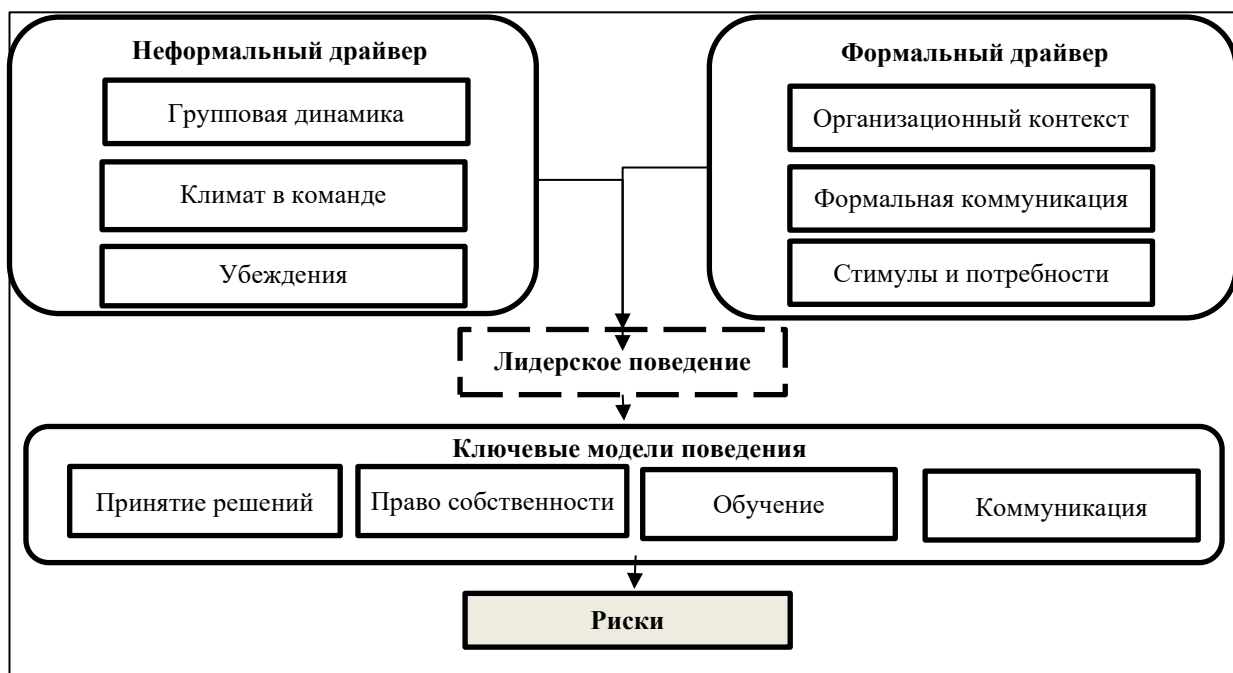 Неформальный драйвер
Групповая динамика
Климат в команде
Убеждения
Формальный драйвер
Организационный контекст
Формальная коммуникация
Стимулы и потребности
Лидерское поведение
Ключевые модели поведения
Принятие решений
Право собственности
Обучение
Коммуникация
Риски